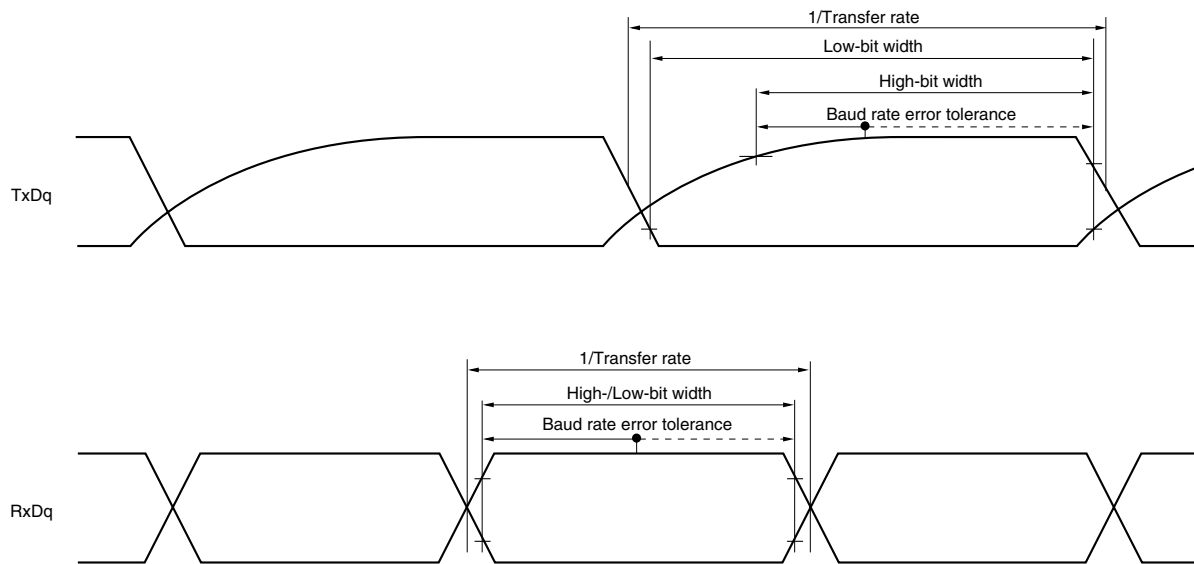 1/Transfer rate
Low-bit width
High-bit width
Baud rate error tolerance
TxDq
1/Transfer rate
High-/Low-bit width
Baud rate error tolerance
RxDq